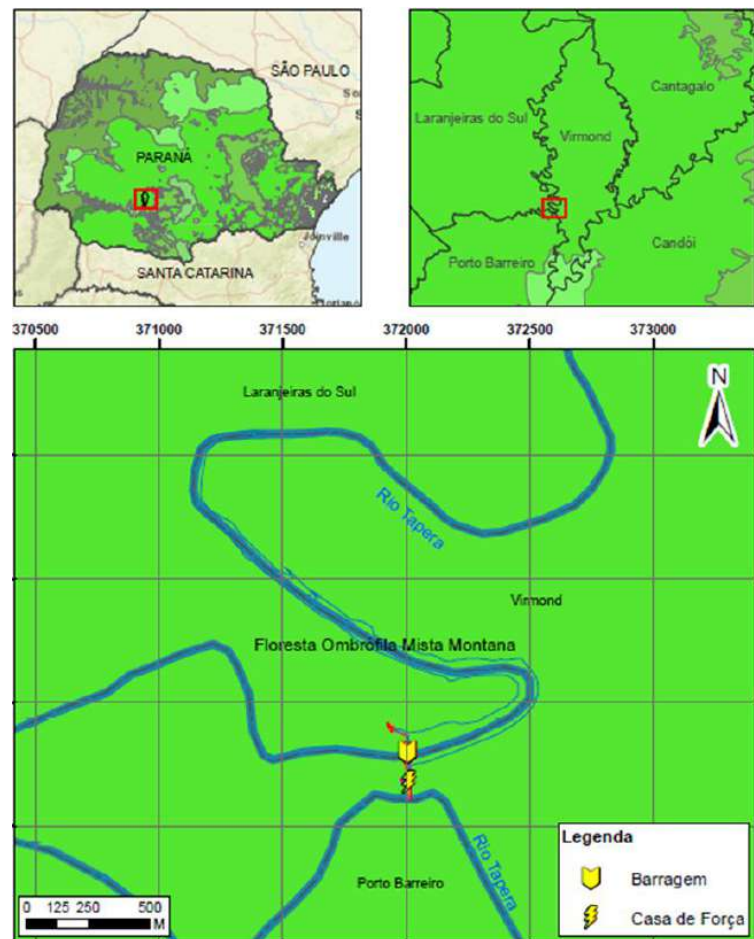 SÃO PAULO
PARANÁ
SANTA CATARINA
Joinville
Cantagalo
Laranjeiras do Sul
Virmond
Candói
Porto Barreiro
370500 371000 371500 372000 372500 373000
Laranjeiras do Sul
N
Rio Tapera
Virmond
Floresta Ombrófila Mista Montana
Rio Tapera
Porto Barreiro
Legenda
Barragem
Casa de Força
0 125 250 500
M